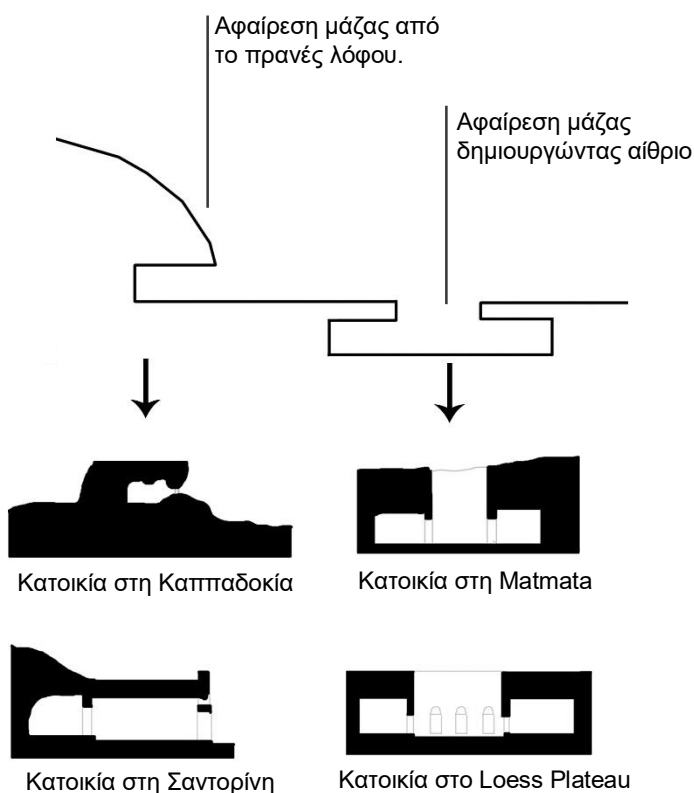 Αφαίρεση μάζας από
το πρανές λόφου.
Αφαίρεση μάζας
δημιουργώντας αίθριο
Κατοικία στη Καππαδοκία
Κατοικία στη Matmata
Κατοικία στη Σαντορίνη
Κατοικία στο Loess Plateau